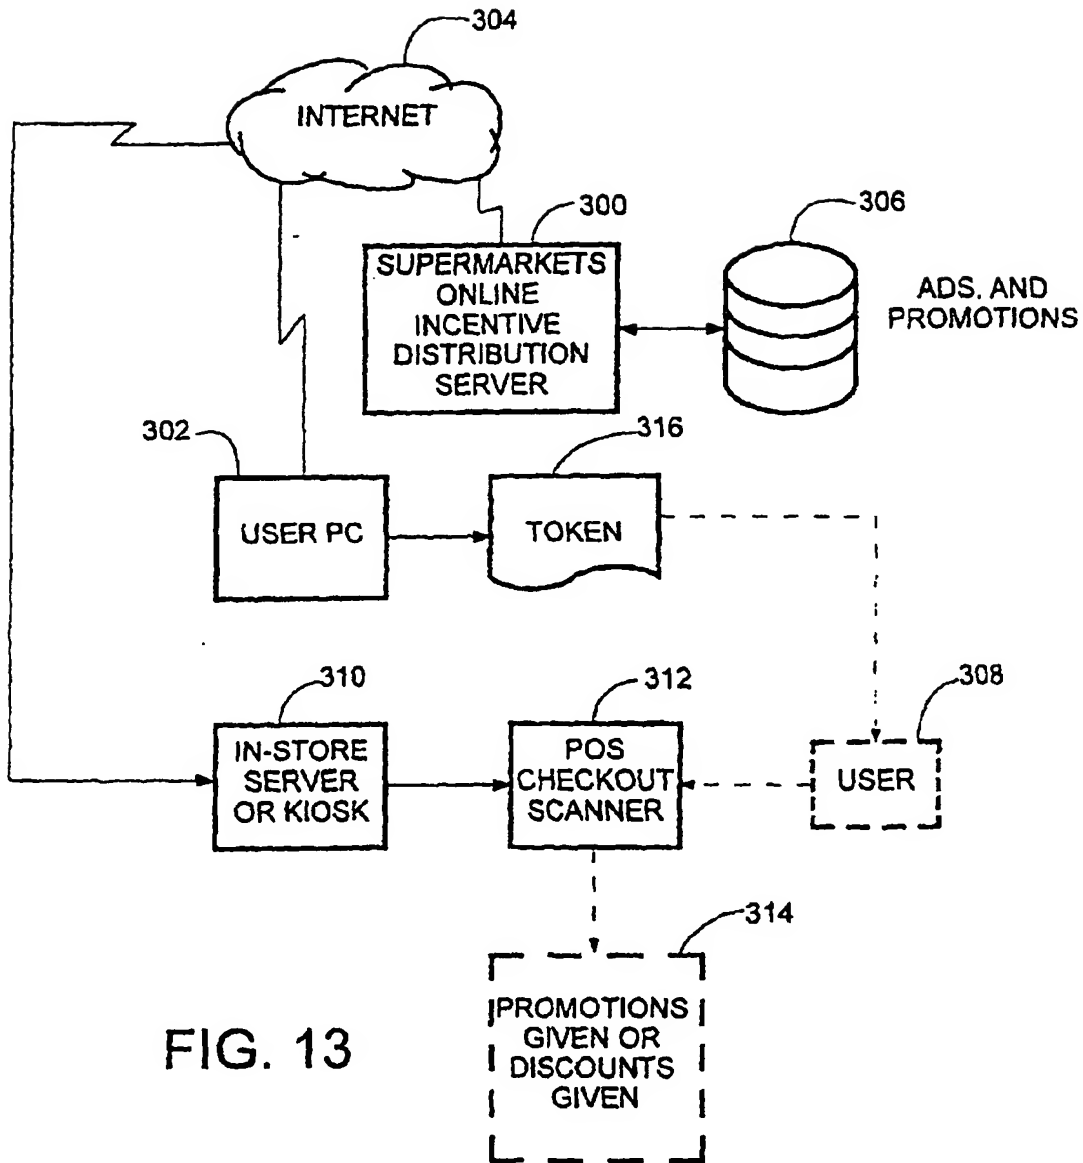 304
INTERNET
300
306
SUPERMARKETS
ONLINE
INCENTIVE
DISTRIBUTION
SERVER
ADS. AND
PROMOTIONS
302
316
USER PC
TOKEN
310
312
308
IN-STORE
SERVER
OR KIOSK
POS
CHECKOUT
SCANNER
USER
314
PROMOTIONS
GIVEN OR
DISCOUNTS
GIVEN
FIG. 13